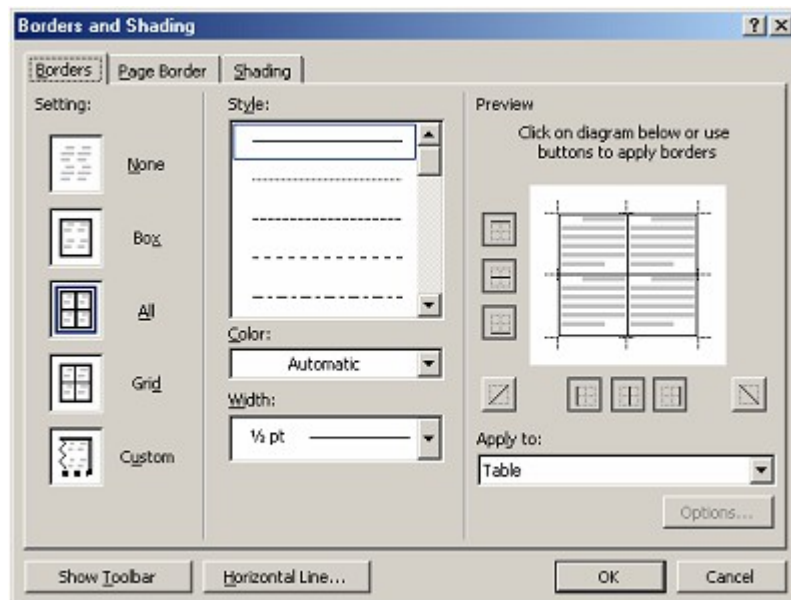 Borders and Shading
Borders
Page Border
Shading
Setting:
None
Box
All
Grid
Custom
Style:
Color:
Automatic
Width:
½ pt
Preview
Click on diagram below or use
buttons to apply borders
Apply to:
Table
Options...
Show Toolbar
Horizontal Line...
OK
Cancel